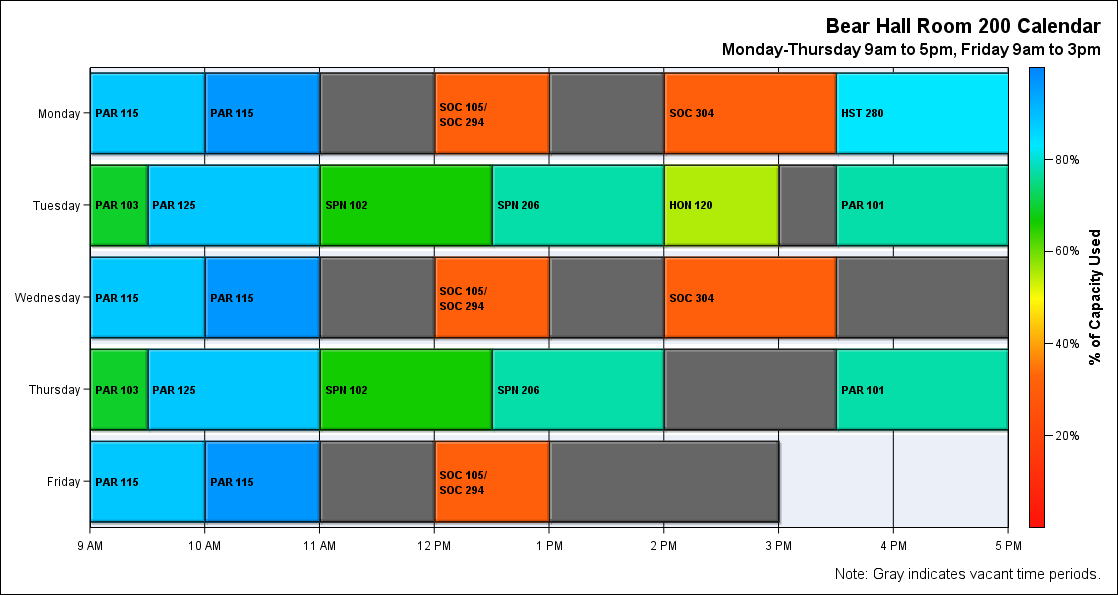 Bear Hall Room 200 Calendar
Monday-Thursday 9am to 5pm, Friday 9am to 3pm
Monday
PAR 115
PAR 115
SOC 105/
SOC 294
SOC 304
HST 280
Tuesday
PAR 103
PAR 125
SPN 102
SPN 206
HON 120
PAR 101
Wednesday
PAR 115
PAR 115
SOC 105/
SOC 294
SOC 304
Thursday
PAR 103
PAR 125
SPN 102
SPN 206
PAR 101
Friday
PAR 115
PAR 115
SOC 105/
SOC 294
9 AM
10 AM
11 AM
12 PM
1 PM
2 PM
3 PM
4 PM
5 PM
80%
60%
40%
20%
% of Capacity Used
Note: Gray indicates vacant time periods.